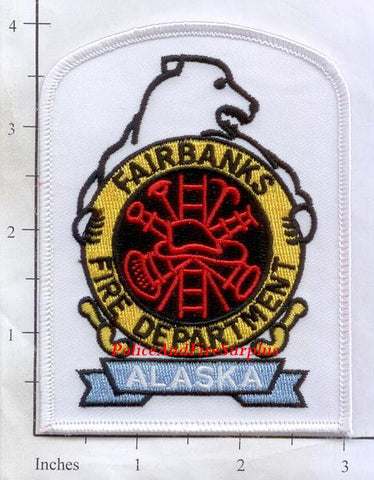 4
3
2
1
FAIRBANKS
FIRE DEPARTMENT
PoliceAndFireSurplus
ALASKA
Inches 1 2 3